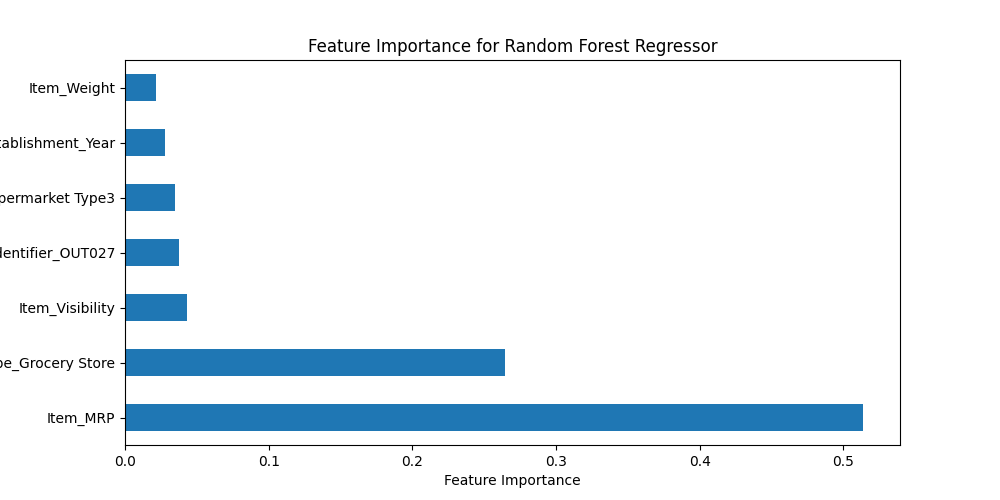 Feature Importance for Random Forest Regressor
Item_Weight
tablishment_Year
permarket Type3
dentifier_OUT027
Item_Visibility
pe_Grocery Store
Item_MRP
0.0 0.1 0.2 0.3 0.4 0.5
Feature Importance